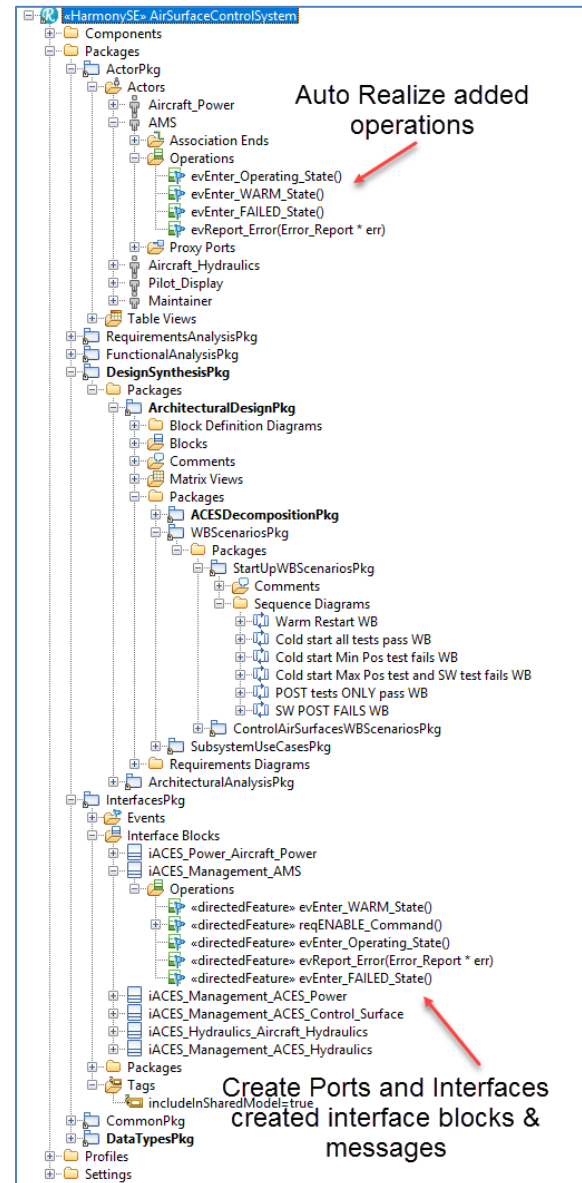 «HarmonySE» AirSurfaceControlSystem
Components
Packages
ActorPkg
Actors
Aircraft_Power
AMS
Association Ends
Operations
evEnter_Operating_State()
evEnter_WARM_State()
evEnter_FAILED_State()
evReport_Error(Error_Report * err)
Proxy Ports
Aircraft_Hydraulics
Pilot_Display
Maintainer
Table Views
Auto Realize added
operations
RequirementsAnalysisPkg
FunctionalAnalysisPkg
DesignSynthesisPkg
Packages
ArchitecturalDesignPkg
Block Definition Diagrams
Blocks
Comments
Matrix Views
Packages
ACESDecompositionPkg
WBScenariosPkg
Packages
StartUpWBScenariosPkg
Comments
Sequence Diagrams
Warm Restart WB
Cold start all tests pass WB
Cold start Min Pos test fails WB
Cold start Max Pos test and SW test fails WB
POST tests ONLY pass WB
SW POST FAILS WB
ControlAirSurfacesWBScenariosPkg
SubsystemUseCasesPkg
Requirements Diagrams
ArchitecturalAnalysisPkg
InterfacesPkg
Events
Interface Blocks
iACES_Power_Aircraft_Power
iACES_Management_AMS
Operations
«directedFeature» evEnter_WARM_State()
«directedFeature» reqENABLE_Command()
«directedFeature» evEnter_Operating_State()
«directedFeature» evReport_Error(Error_Report * err)
«directedFeature» evEnter_FAILED_State()
iACES_Management_ACES_Power
iACES_Management_ACES_Control_Surface
iACES_Hydraulics_Aircraft_Hydraulics
iACES_Management_ACES_Hydraulics
Packages
Tags
includeInSharedModel=true
Create Ports and Interfaces
created interface blocks &
messages
CommonPkg
DataTypesPkg
Profiles
Settings